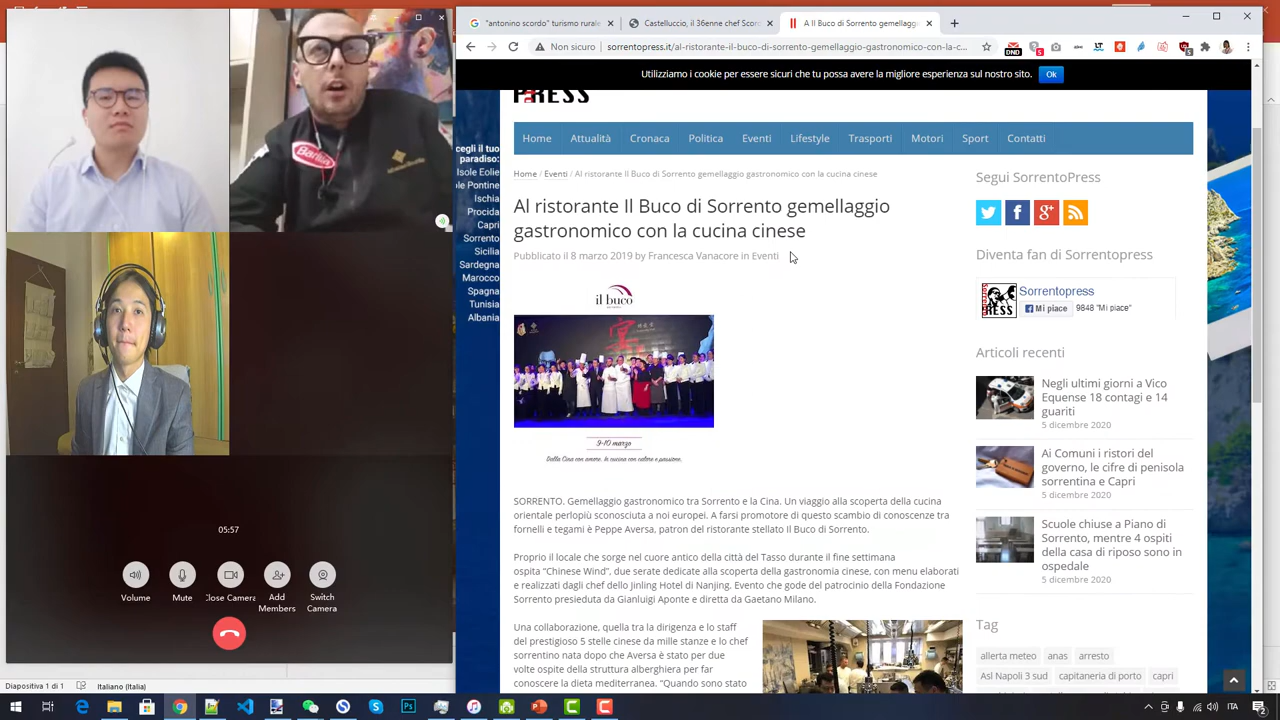 "antonino scordo" turismo rurale
Castelluccio, il 36enne chef Scor
A Il Buco di Sorrento gemellagg
Non sicuro
sorrentopress.it/al-ristorante-il-buco-di-sorrento-gemellaggio-gastronomico-con-la-c...
Utilizziamo i cookie per essere sicuri che tu possa avere la migliore esperienza sul nostro sito.
Ok
PRESS
Home Attualità Cronaca Politica Eventi Lifestyle Trasporti Motori Sport Contatti
Home / Eventi / Al ristorante Il Buco di Sorrento gemellaggio gastronomico con la cucina cinese
Al ristorante Il Buco di Sorrento gemellaggio
gastronomico con la cucina cinese
Pubblicato il 8 marzo 2019 by Francesca Vanacore in Eventi
il buco
9-10 marzo
Dalla Cina con amore, la cucina con calore e passione.
SORRENTO. Gemellaggio gastronomico tra Sorrento e la Cina. Un viaggio alla scoperta della cucina
orientale perlopiù sconosciuta a noi europei. A farsi promotore di questo scambio di conoscenze tra
fornelli e tegami è Peppe Aversa, patron del ristorante stellato Il Buco di Sorrento.
Proprio il locale che sorge nel cuore antico della città del Tasso durante il fine settimana
ospita "Chinese Wind", due serate dedicate alla scoperta della gastronomia cinese, con menu elaborati
e realizzati dagli chef dello Jinling Hotel di Nanjing. Evento che gode del patrocinio della Fondazione
Sorrento presieduta da Gianluigi Aponte e diretta da Gaetano Milano.
Una collaborazione, quella tra la dirigenza e lo staff
del prestigioso 5 stelle cinese da mille stanze e lo chef
sorrentino nata dopo che Aversa è stato per due
volte ospite della struttura alberghiera per far
conoscere la dieta mediterranea. "Quando sono stato
Segui SorrentoPress
Diventa fan di Sorrentopress
Sorrentopress
Mi piace 9848 "Mi piace"
Articoli recenti
Negli ultimi giorni a Vico
Equense 18 contagi e 14
guariti
5 dicembre 2020
Ai Comuni i ristori del
governo, le cifre di penisola
sorrentina e Capri
5 dicembre 2020
Scuole chiuse a Piano di
Sorrento, mentre 4 ospiti
della casa di riposo sono in
ospedale
5 dicembre 2020
Tag
allerta meteo anas arresto
Asl Napoli 3 sud capitaneria di porto capri
cegli il tuo
paradiso:
Isole Eolie
le Pontine
Ischia
Procida
Capri
Sorrento
Sicilia
Sardegna
Marocco
Spagna
Tunisia
Albania
05:57
Volume
Mute
Close Camera
Add
Members
Switch
Camera
Diapositiva 1 di 1 Italiano (Italia)
ITA